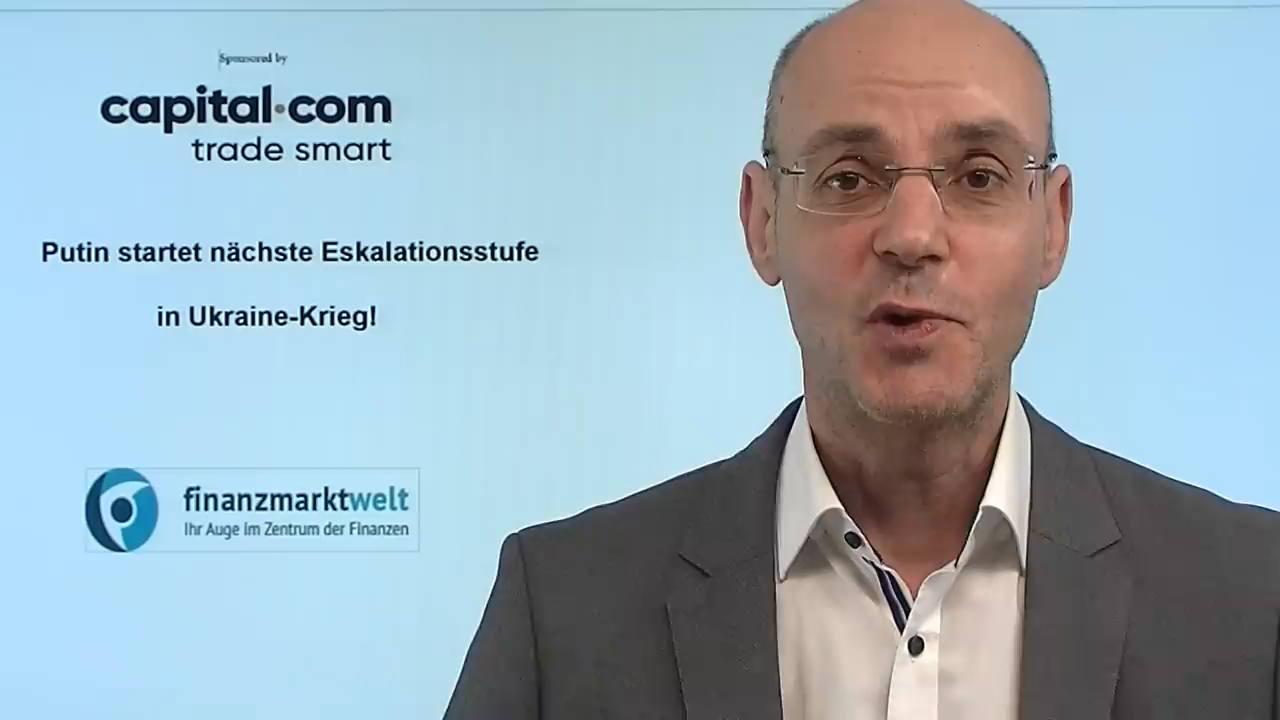 Sponsored by
capital.com
trade smart
Putin startet nächste Eskalationsstufe
in Ukraine-Krieg!
finanzmarktwelt
Ihr Auge im Zentrum der Finanzen